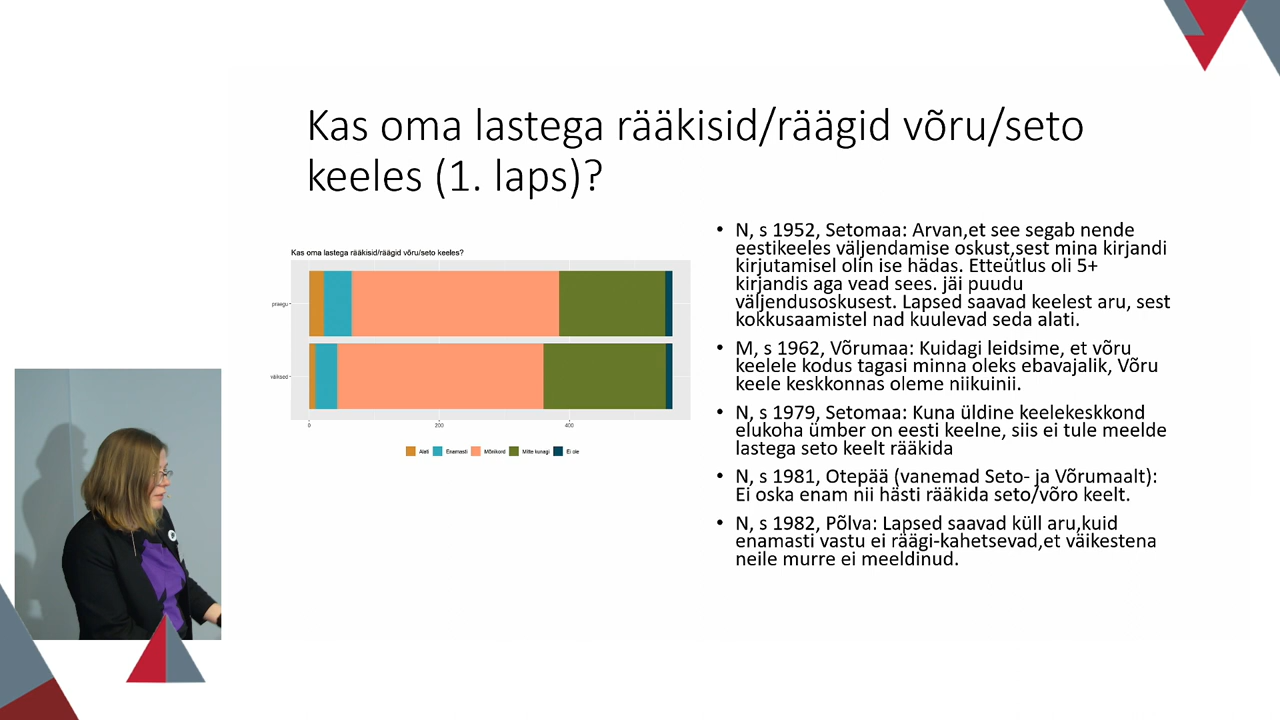 Kas oma lastega rääkisid/räägid võru/seto
keeles (1. laps)?
Kas oma lastega rääkisid/räägid võru/seto keeles?
praegu
väiksed
0
200
400
Alati
Enamasti
Mõnikord
Mitte kunagi
Ei ole
• N, s 1952, Setomaa: Arvan,et see segab nende
eestikeeles väljendamise oskust,sest mina kirjandi
kirjutamisel olin ise hädas. Etteütlus oli 5+
kirjandis aga vead sees. jäi puudu
väljendusoskusest. Lapsed saavad keelest aru, sest
kokkusaamistel nad kuulevad seda alati.
• M, s 1962, Võrumaa: Kuidagi leidsime, et võru
keelele kodus tagasi minna oleks ebavajalik, Võru
keele keskkonnas oleme niikuinii.
• N, s 1979, Setomaa: Kuna üldine keelekeskkond
elukoha ümber on eesti keelne, siis ei tule meelde
lastega seto keelt rääkida
• N, s 1981, Otepää (vanemad Seto- ja Võrumaalt):
Ei oska enam nii hästi rääkida seto/võro keelt.
• N, s 1982, Põlva: Lapsed saavad küll aru,kuid
enamasti vastu ei räägi-kahetsevad,et väikestena
neile murre ei meeldinud.